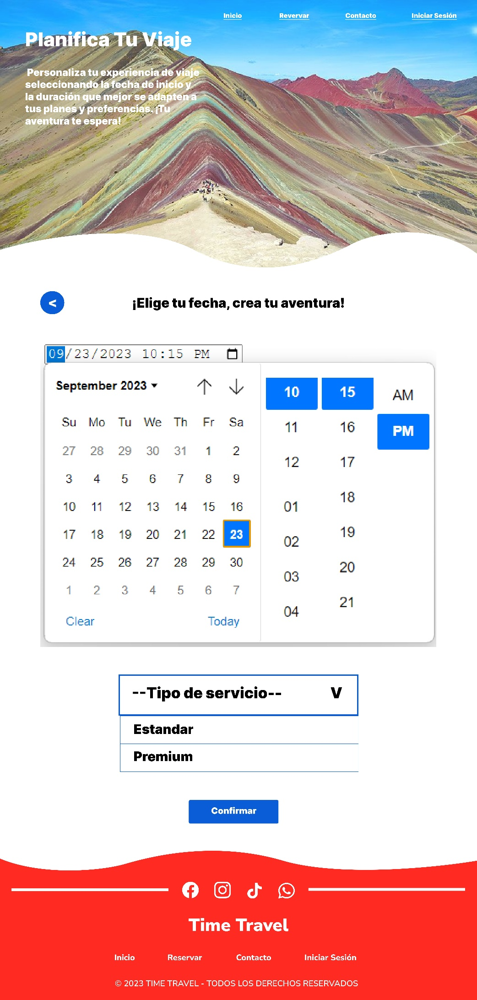 Inicio Revervar Contacto Iniciar Sesión
Planifica Tu Viaje
Personaliza tu experiencia de viaje
seleccionando la fecha de inicio y
la duración que mejor se adapten a
tus planes y preferencias. ¡Tu
aventura te espera!
< ¡Elige tu fecha, crea tu aventura!
09/23/2023 10:15 PM
September 2023
10 15 AM
Su Mo Tu We Th Fr Sa
11 16 PM
27 28 29 30 31 1 2
12 17
3 4 5 6 7 8 9
01 18
10 11 12 13 14 15 16
02 19
17 18 19 20 21 22 23
03 20
24 25 26 27 28 29 30
04 21
1 2 3 4 5 6 7
Clear Today
--Tipo de servicio-- V
Estandar
Premium
Confirmar
Time Travel
Inicio Reservar Contacto Iniciar Sesión
© 2023 TIME TRAVEL - TODOS LOS DERECHOS RESERVADOS